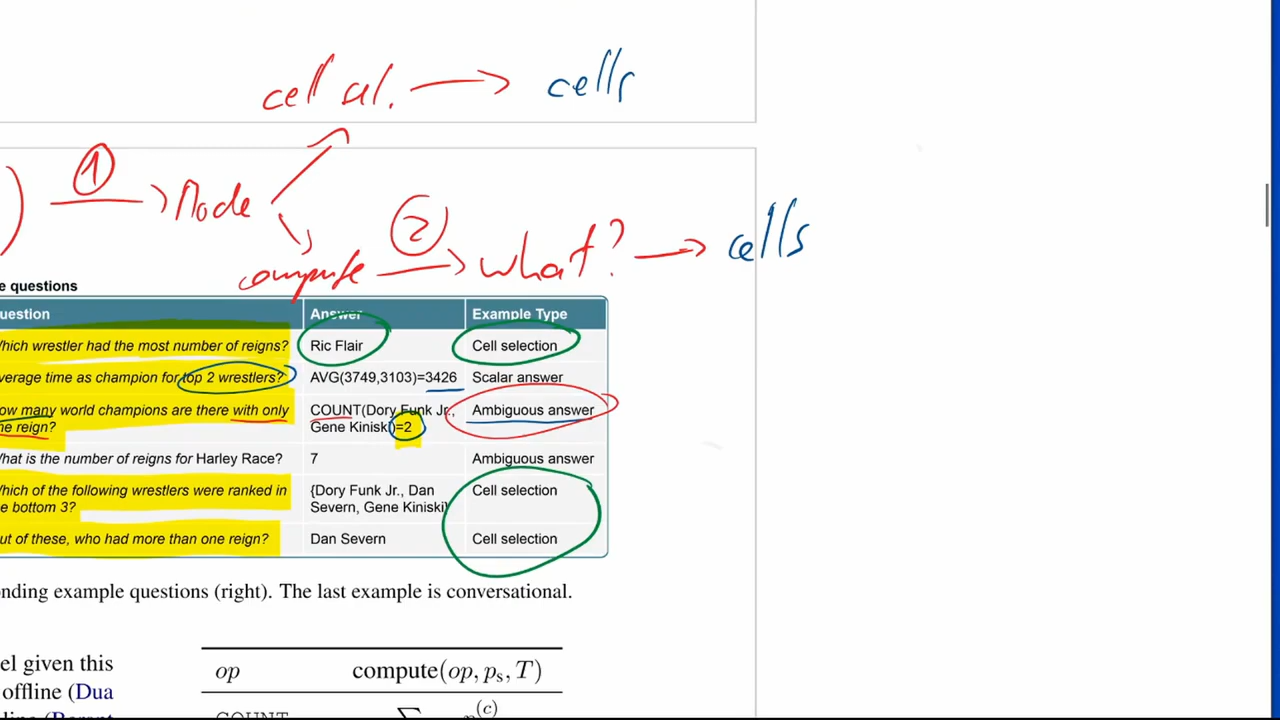 cell sel. → cells
) ① → Mode
② 
compute → what? → cells
e questions
uestion Answer Example Type
hich wrestler had the most number of reigns? Ric Flair Cell selection
verage time as champion for top 2 wrestlers? AVG(3749,3103)=3426 Scalar answer
ow many world champions are there with only COUNT(Dory Funk Jr., Ambiguous answer
ne reign? Gene Kiniski)=2
hat is the number of reigns for Harley Race? 7 Ambiguous answer
hich of the following wrestlers were ranked in {Dory Funk Jr., Dan Cell selection
e bottom 3? Severn, Gene Kiniski}
ut of these, who had more than one reign? Dan Severn Cell selection
nding example questions (right). The last example is conversational.
el given this op compute(op, pₛ, T)
offline (Dua
COUNT ∑ p^(c)